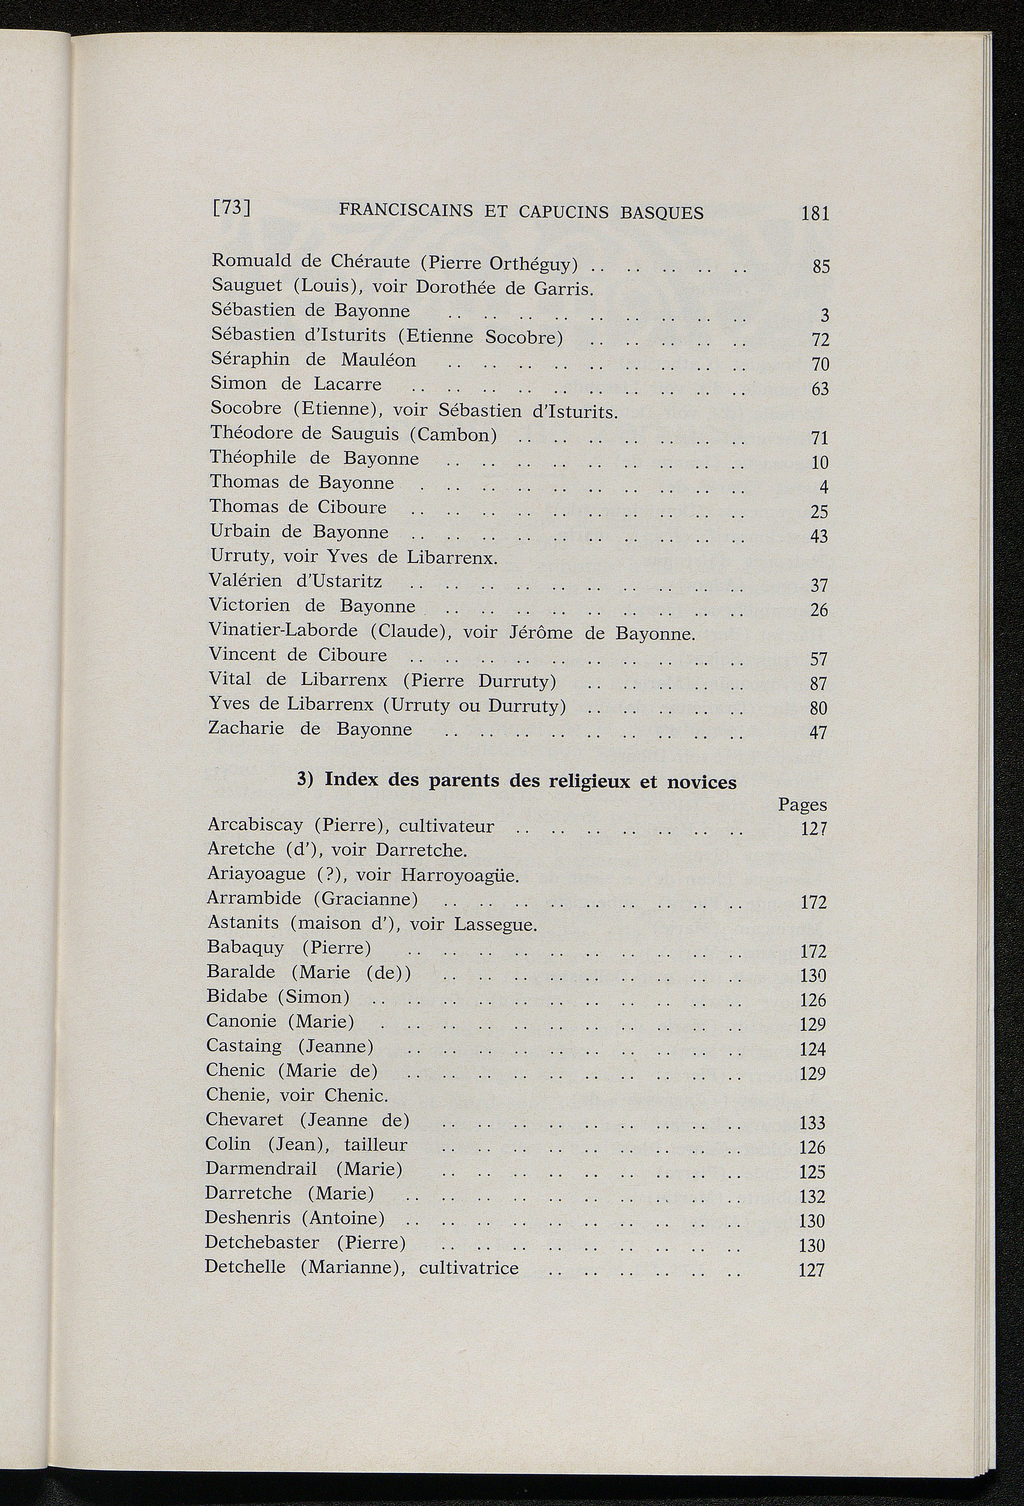 [73] FRANCISCAINS ET CAPUCINS BASQUES 181
Romuald de Chéraute (Pierre Orthéguy) .. .. .. .. .. 85
Sauguet (Louis), voir Dorothée de Garris.
Sébastien de Bayonne .. .. .. .. .. .. .. .. .. 3
Sébastien d'Isturits (Etienne Socobre) .. .. .. .. .. 72
Séraphin de Mauléon .. .. .. .. .. .. .. .. .. 70
Simon de Lacarre .. .. .. .. .. .. .. .. .. .. 63
Socobre (Etienne), voir Sébastien d'Isturits.
Théodore de Sauguis (Cambon) .. .. .. .. .. .. .. 71
Théophile de Bayonne .. .. .. .. .. .. .. .. .. 10
Thomas de Bayonne . .. .. .. .. .. .. .. .. .. 4
Thomas de Ciboure .. .. .. .. .. .. .. .. .. .. 25
Urbain de Bayonne .. .. .. .. .. .. .. .. .. .. 43
Urruty, voir Yves de Libarrenx.
Valérien d'Ustaritz .. .. .. .. .. .. .. .. .. .. 37
Victorien de Bayonne .. .. .. .. .. .. .. .. .. 26
Vinatier-Laborde (Claude), voir Jérôme de Bayonne.
Vincent de Ciboure .. .. .. .. .. .. .. .. .. .. 57
Vital de Libarrenx (Pierre Durruty) .. .. .. .. .. 87
Yves de Libarrenx (Urruty ou Durruty) .. .. .. .. .. 80
Zacharie de Bayonne .. .. .. .. .. .. .. .. .. 47
3) Index des parents des religieux et novices
Pages
Arcabiscay (Pierre), cultivateur .. .. .. .. .. .. .. 127
Aretche (d'), voir Darretche.
Ariayoague (?), voir Harroyoagüe.
Arrambide (Gracianne) .. .. .. .. .. .. .. .. .. 172
Astanits (maison d'), voir Lassegue.
Babaquy (Pierre) .. .. .. .. .. .. .. .. .. .. 172
Baralde (Marie (de)) .. .. .. .. .. .. .. .. .. 130
Bidabe (Simon) .. .. .. .. .. .. .. .. .. .. .. 126
Canonie (Marie) . .. .. .. .. .. .. .. .. .. .. 129
Castaing (Jeanne) .. .. .. .. .. .. .. .. .. .. 124
Chenic (Marie de) .. .. .. .. .. .. .. .. .. .. 129
Chenie, voir Chenic.
Chevaret (Jeanne de) .. .. .. .. .. .. .. .. .. 133
Colin (Jean), tailleur .. .. .. .. .. .. .. .. .. 126
Darmendrail (Marie) .. .. .. .. .. .. .. .. .. 125
Darretche (Marie) .. .. .. .. .. .. .. .. .. .. 132
Deshenris (Antoine) .. .. .. .. .. .. .. .. .. .. 130
Detchebaster (Pierre) .. .. .. .. .. .. .. .. .. 130
Detchelle (Marianne), cultivatrice .. .. .. .. .. .. 127